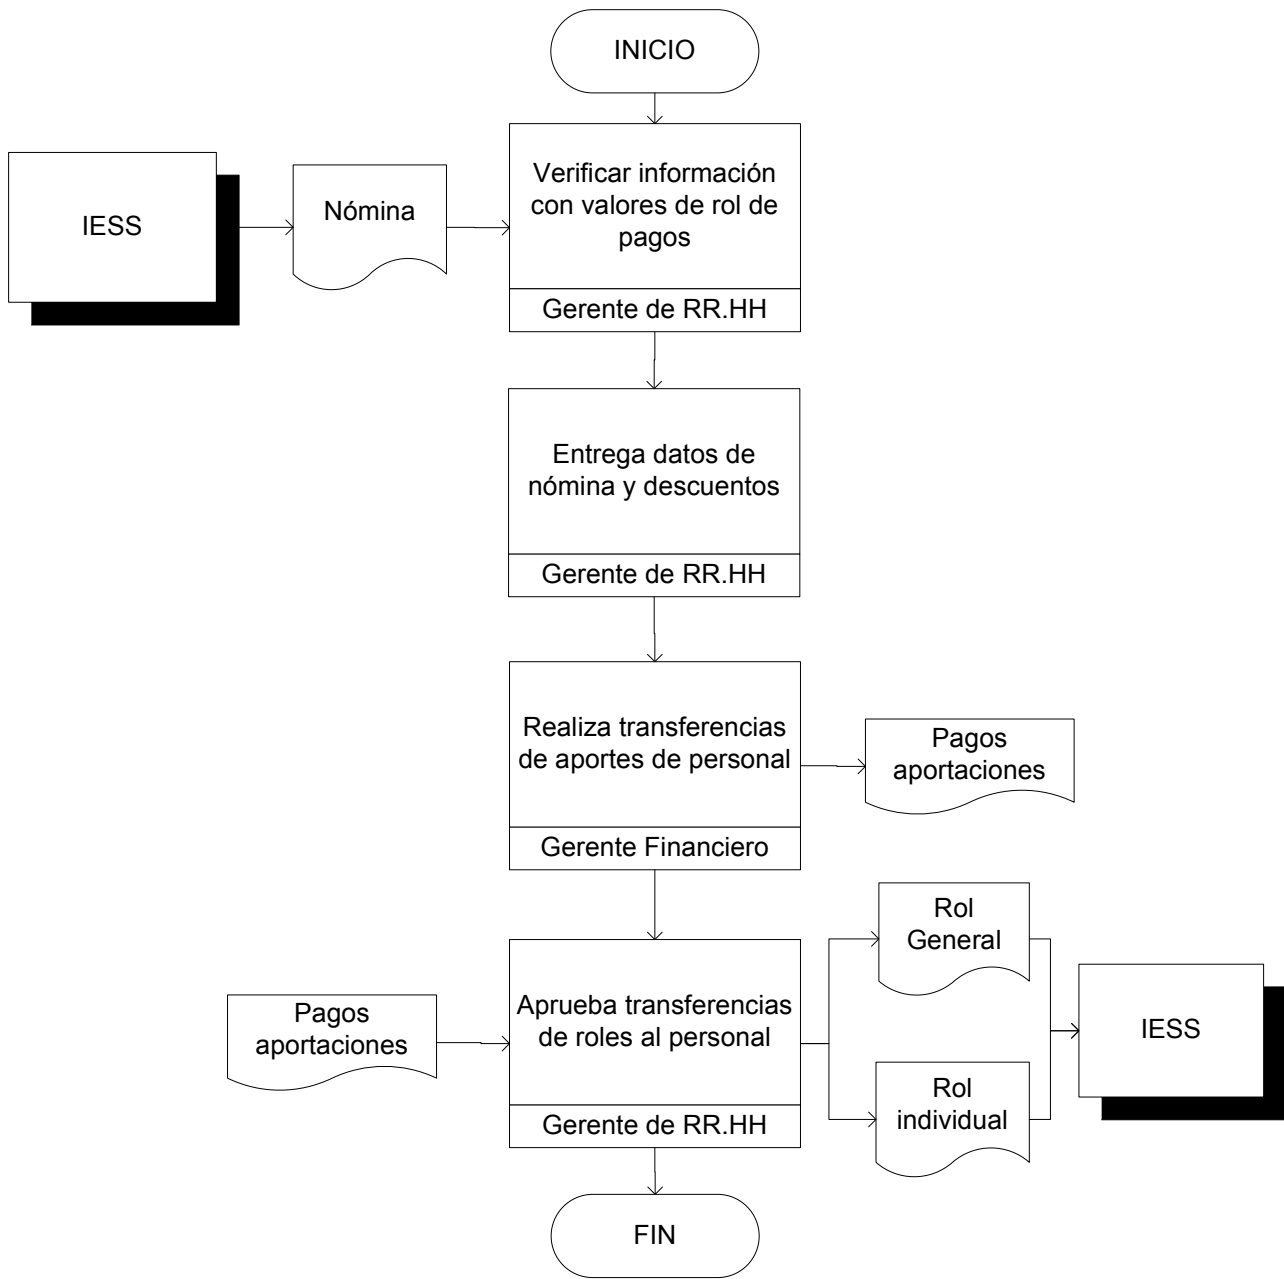 INICIO
IESS
Nómina
Verificar información
con valores de rol de
pagos
Gerente de RR.HH
Entrega datos de
nómina y descuentos
Gerente de RR.HH
Realiza transferencias
de aportes de personal
Gerente Financiero
Pagos
aportaciones
Pagos
aportaciones
Aprueba transferencias
de roles al personal
Gerente de RR.HH
Rol
General
Rol
individual
IESS
FIN